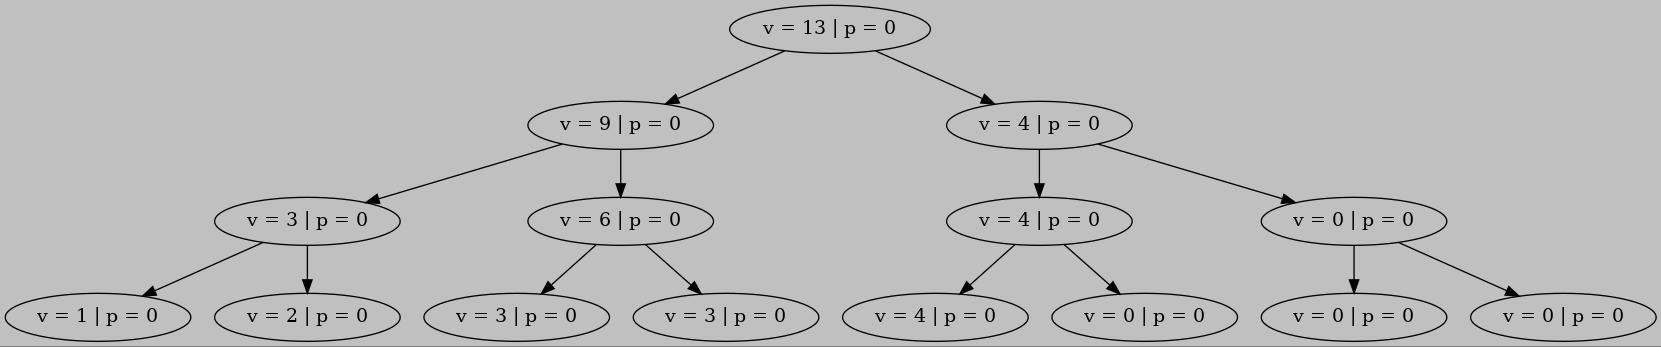 v = 13 | p = 0
v = 9 | p = 0
v = 4 | p = 0
v = 3 | p = 0
v = 6 | p = 0
v = 4 | p = 0
v = 0 | p = 0
v = 1 | p = 0
v = 2 | p = 0
v = 3 | p = 0
v = 3 | p = 0
v = 4 | p = 0
v = 0 | p = 0
v = 0 | p = 0
v = 0 | p = 0